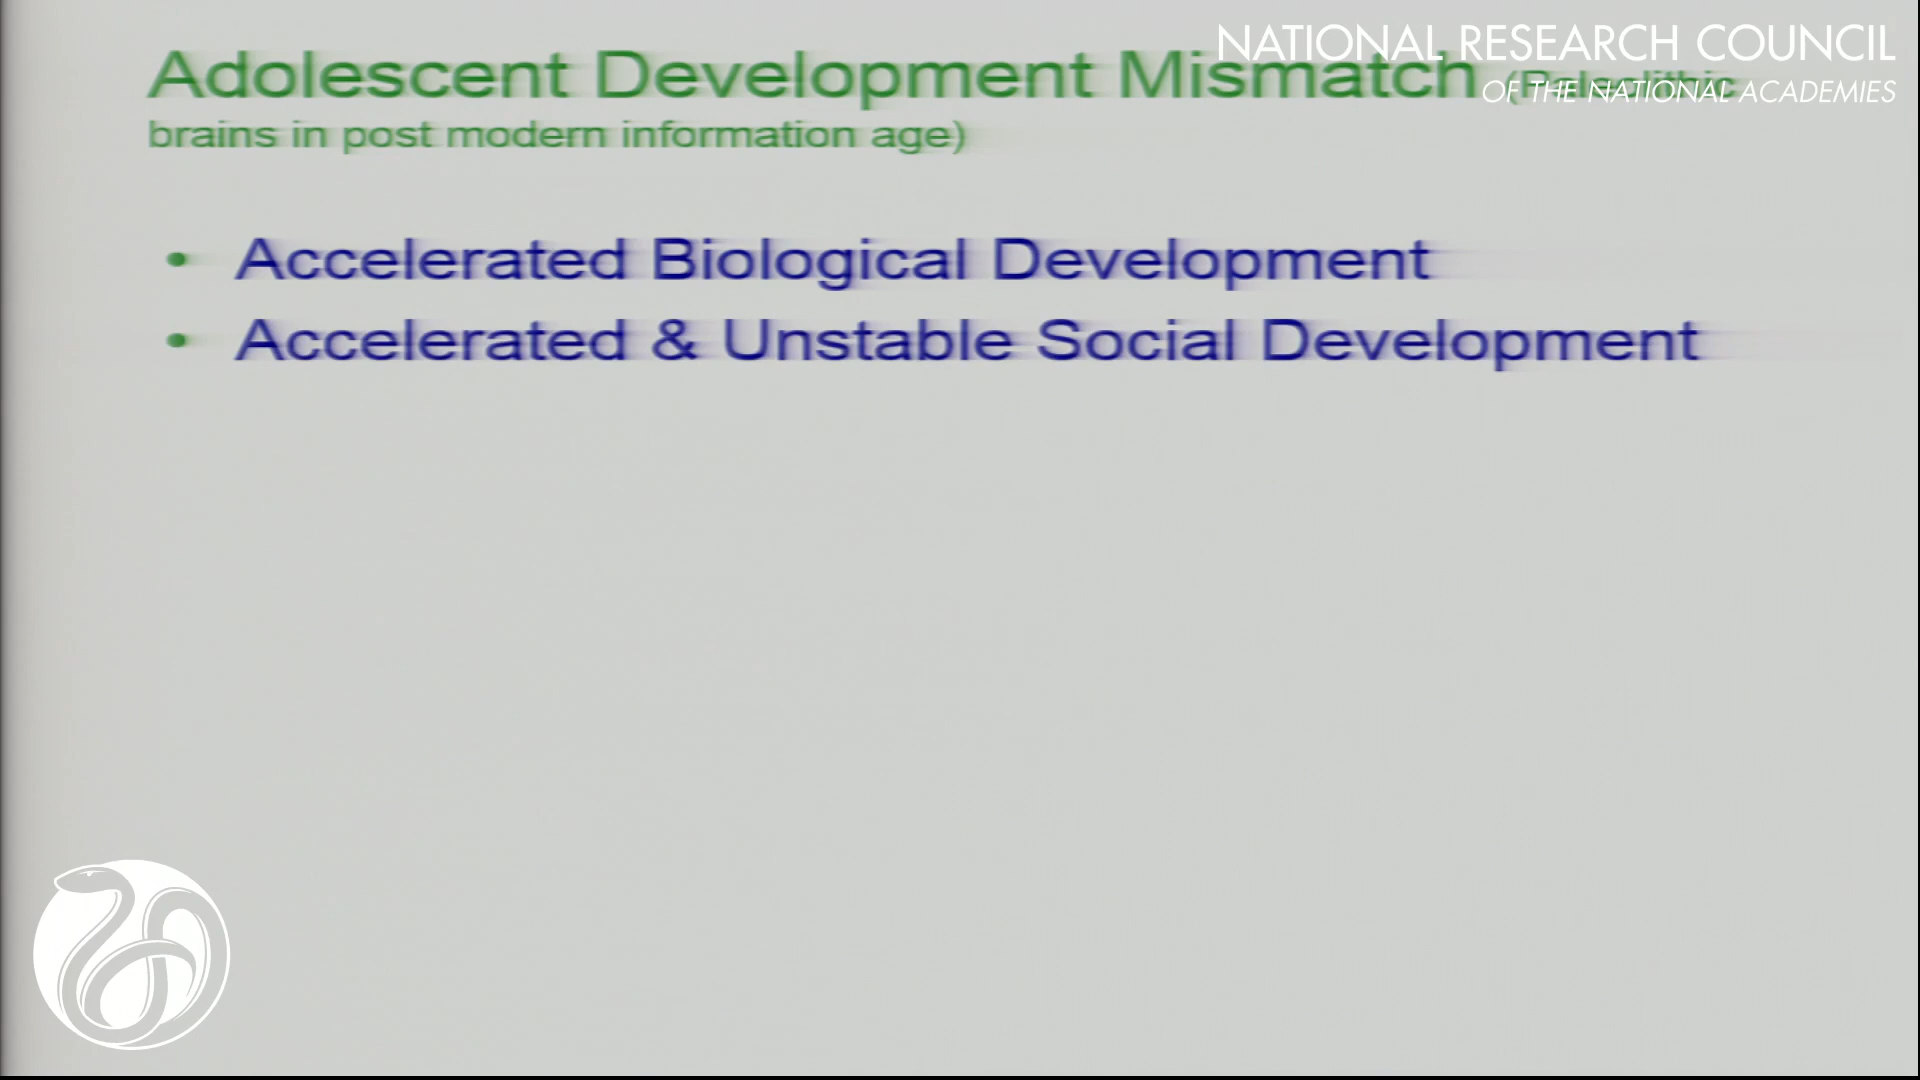 NATIONAL RESEARCH COUNCIL
OF THE NATIONAL ACADEMIES
Adolescent Development Mismatch (Paleolithic
brains in post modern information age)
• Accelerated Biological Development
• Accelerated & Unstable Social Development